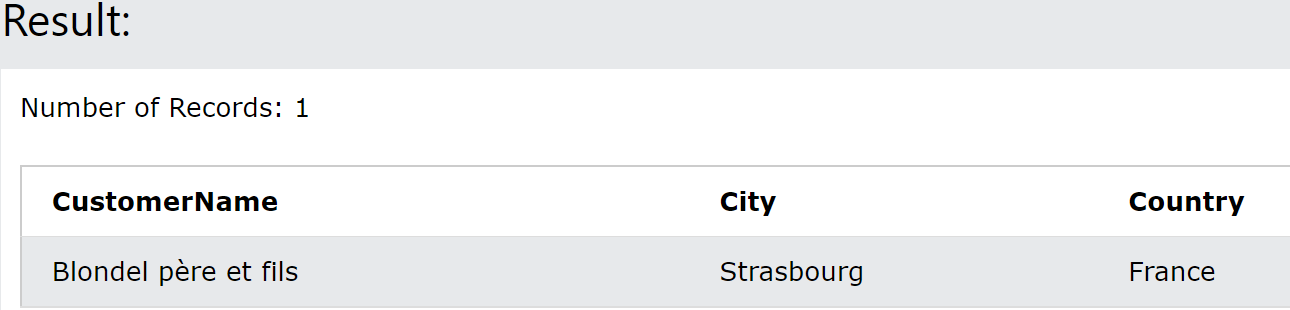 Result:
Number of Records: 1
CustomerName City Country
Blondel père et fils Strasbourg France